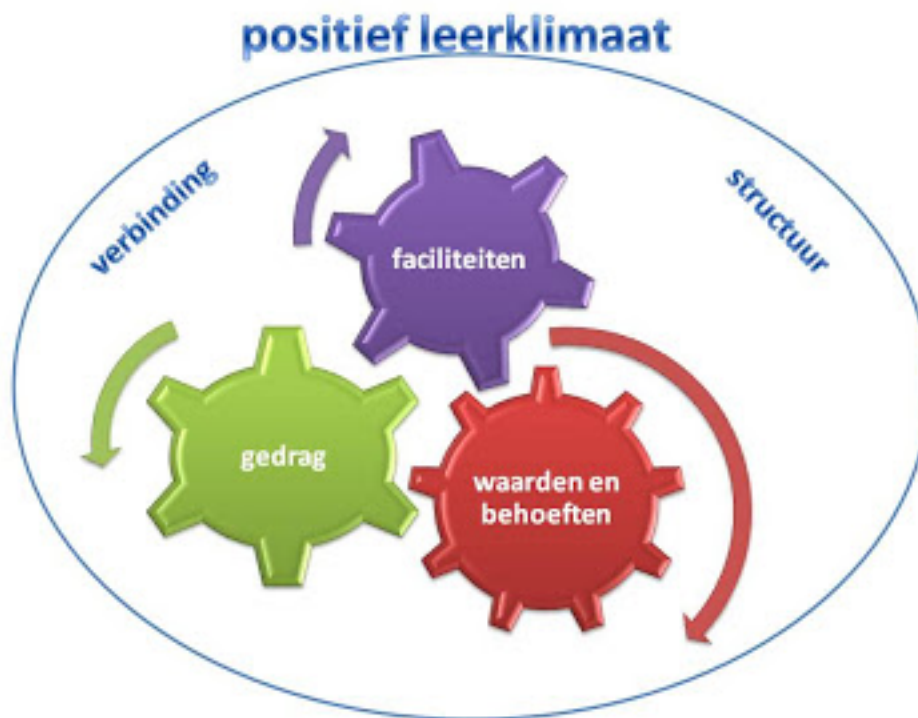 positief leerklimaat
verbinding
structuur
faciliteiten
gedrag
waarden en
behoeften